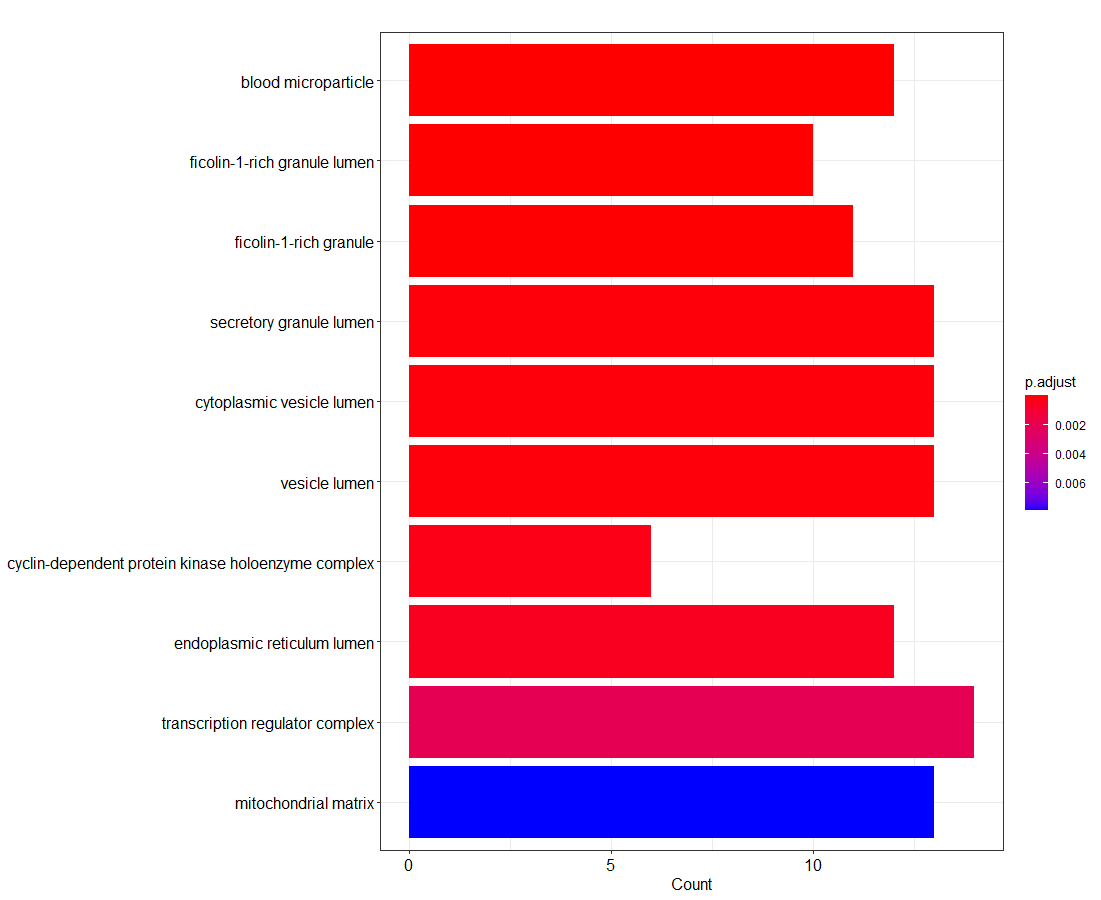 blood microparticle
ficolin-1-rich granule lumen
ficolin-1-rich granule
secretory granule lumen
cytoplasmic vesicle lumen
vesicle lumen
cyclin-dependent protein kinase holoenzyme complex
endoplasmic reticulum lumen
transcription regulator complex
mitochondrial matrix
0 5 10
Count
p.adjust
0.002
0.004
0.006